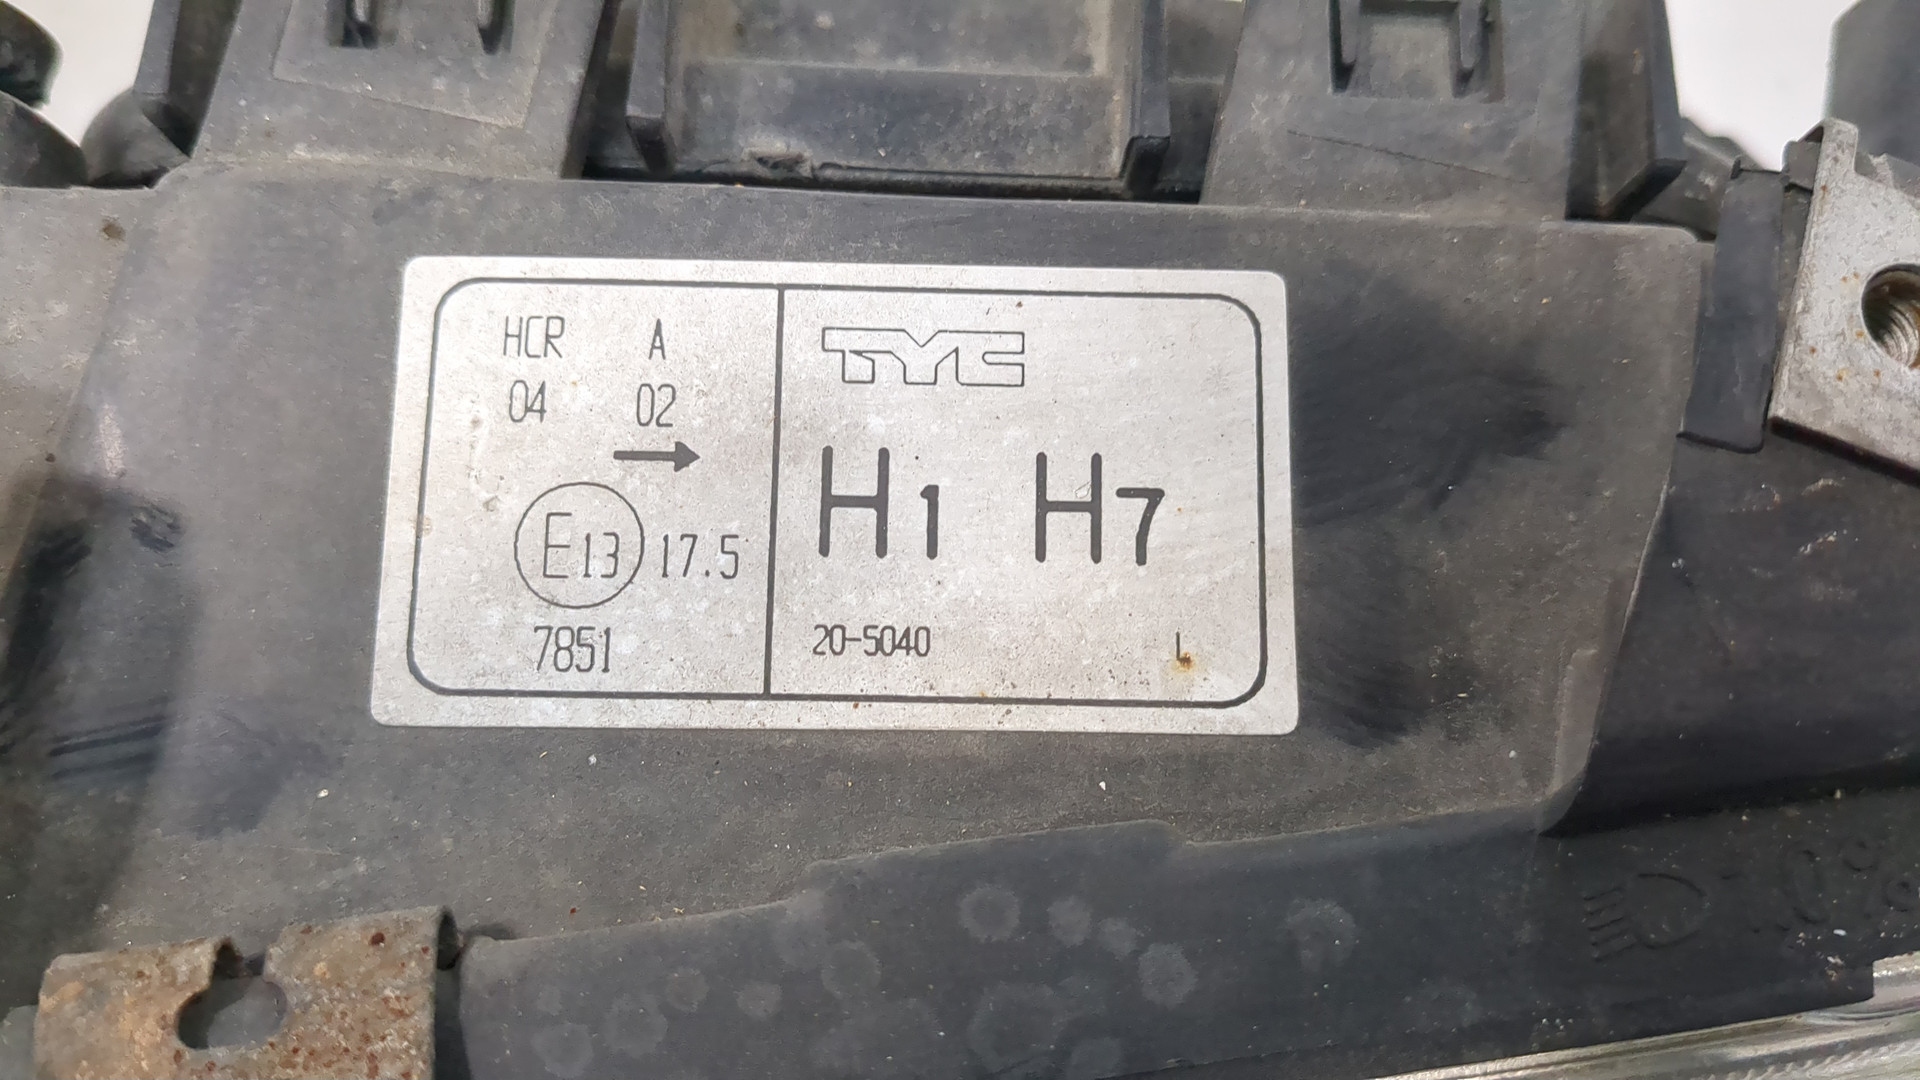 HCR A
04 02
→
E13 17.5
7851
TYC
H1 H7
20-5040 L